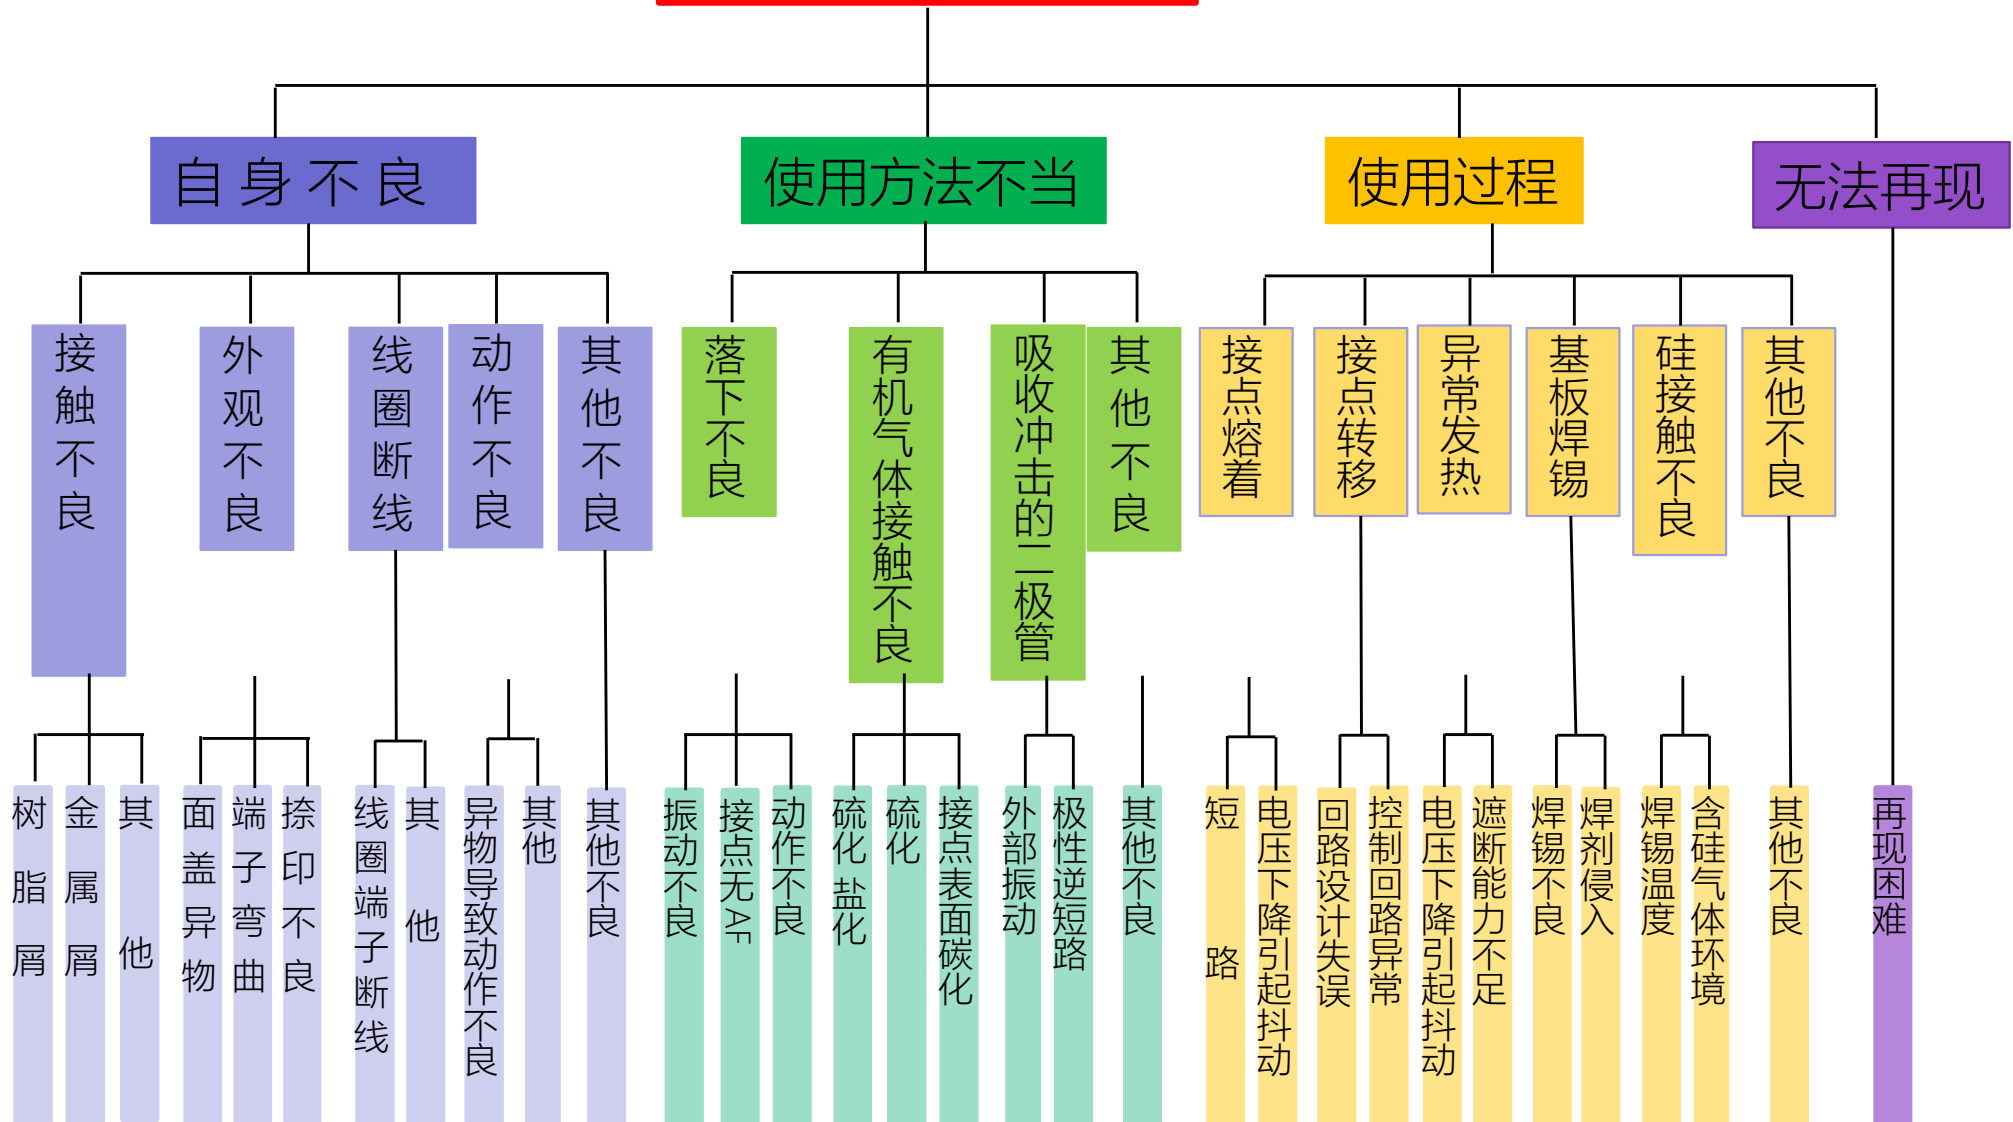 自身不良
使用方法不当
使用过程
无法再现
接触不良
外观不良
线圈断线
动作不良
其他不良
落下不良
有机气体接触不良
吸收冲击的二极管
其他不良
接点熔着
接点转移
异常发热
基板焊锡
硅接触不良
其他不良
树脂屑
金属屑
其他
面盖异物
端子弯曲
捺印不良
线圈端子断线
其他
异物导致动作不良
其他
其他不良
振动不良
接点无AF
动作不良
硫化 盐化
硫化
接点表面碳化
外部振动
极性逆短路
其他不良
短路
电压下降引起抖动
回路设计失误
控制回路异常
电压下降引起抖动
遮断能力不足
焊锡不良
焊剂侵入
焊锡温度
含硅气体环境
其他不良
再现困难